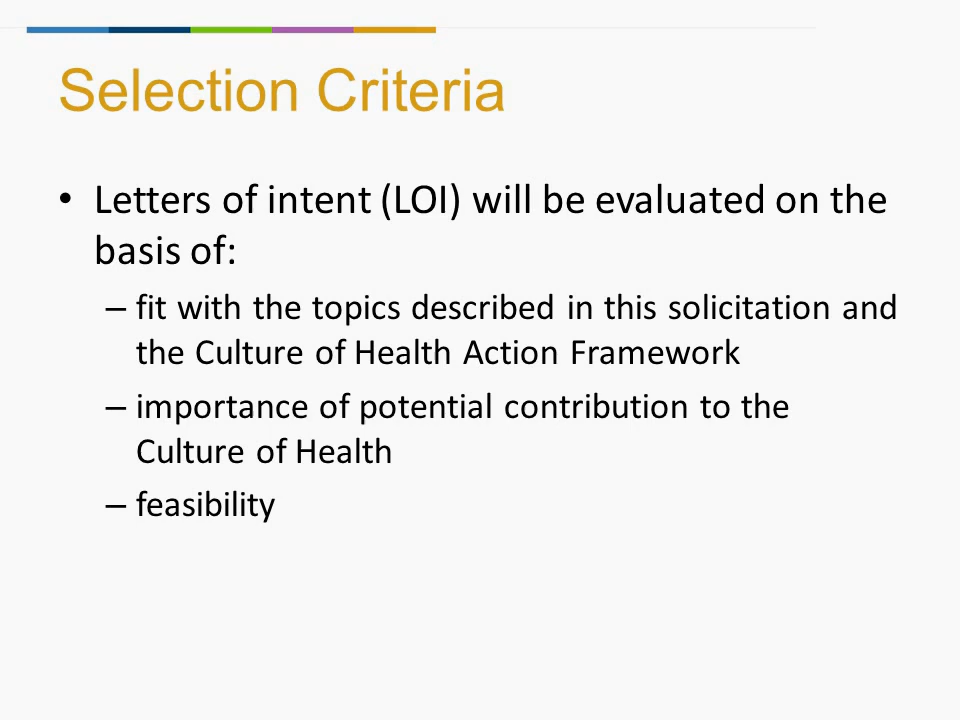 Selection Criteria
• Letters of intent (LOI) will be evaluated on the
basis of:
– fit with the topics described in this solicitation and
the Culture of Health Action Framework
– importance of potential contribution to the
Culture of Health
– feasibility